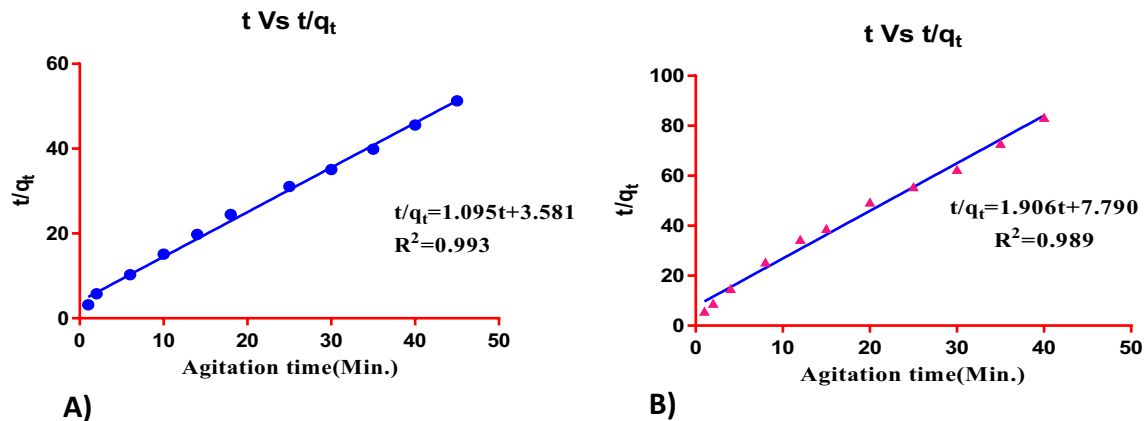 t Vs t/qt
60
40
20
0
0 10 20 30 40 50
t/qt
Agitation time(Min.)
t/qt=1.095t+3.581
R2=0.993
A)
t Vs t/qt
100
80
60
40
20
0
0 10 20 30 40 50
t/qt
Agitation time(Min.)
t/qt=1.906t+7.790
R2=0.989
B)